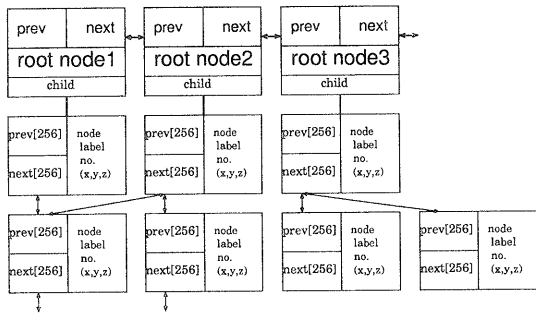 prev next prev next prev next
root node1 root node2 root node3
child child child
prev[256] node prev[256] node prev[256] node
label label label
next[256] no. next[256] no. next[256] no.
(x,y,z) (x,y,z) (x,y,z)
prev[256] node prev[256] node prev[256] node prev[256] node
label label label label
next[256] no. next[256] no. next[256] no. next[256] no.
(x,y,z) (x,y,z) (x,y,z) (x,y,z)